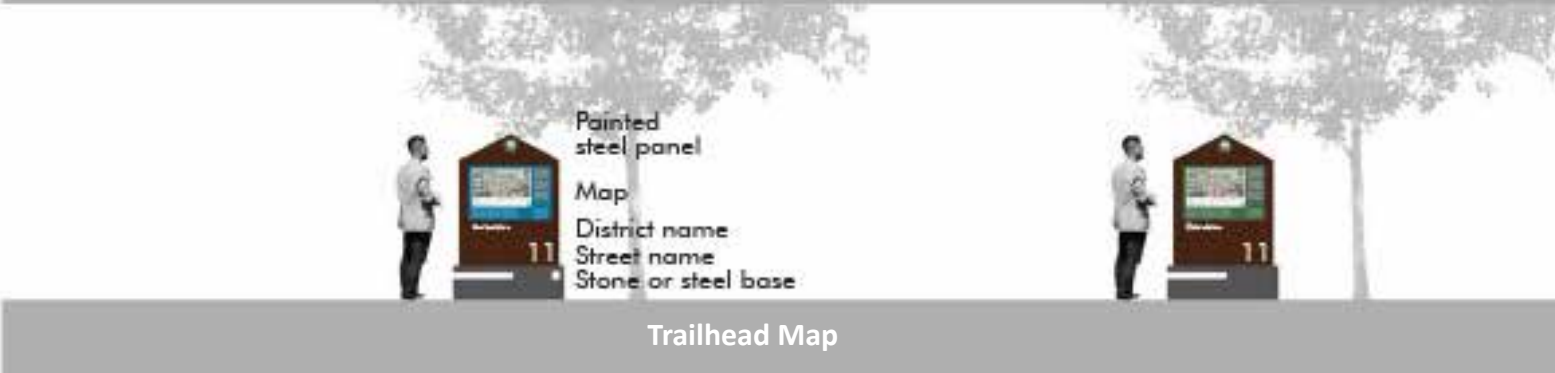 Painted
steel panel
Map
District name
11
Street name
Stone or steel base
11
Trailhead Map